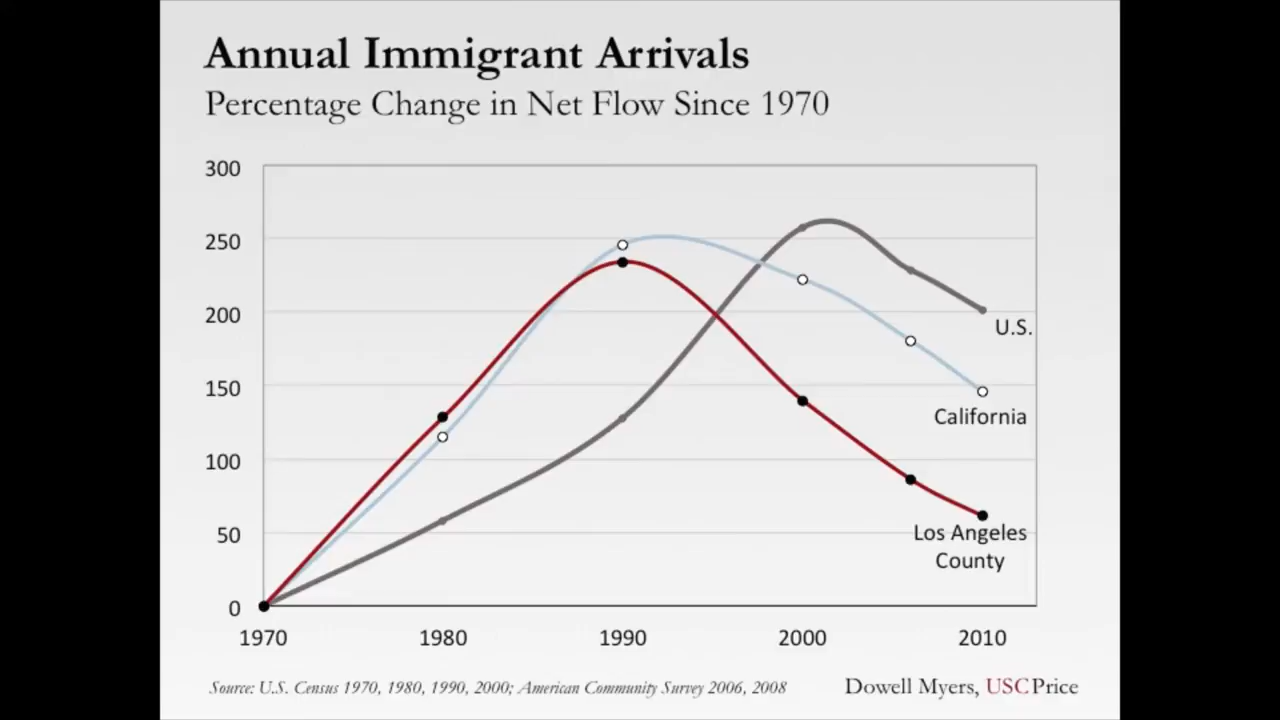 Annual Immigrant Arrivals
Percentage Change in Net Flow Since 1970
300
250
200
150
100
50
0
U.S.
California
Los Angeles
County
1970 1980 1990 2000 2010
Source: U.S. Census 1970, 1980, 1990, 2000; American Community Survey 2006, 2008
Dowell Myers, USC Price